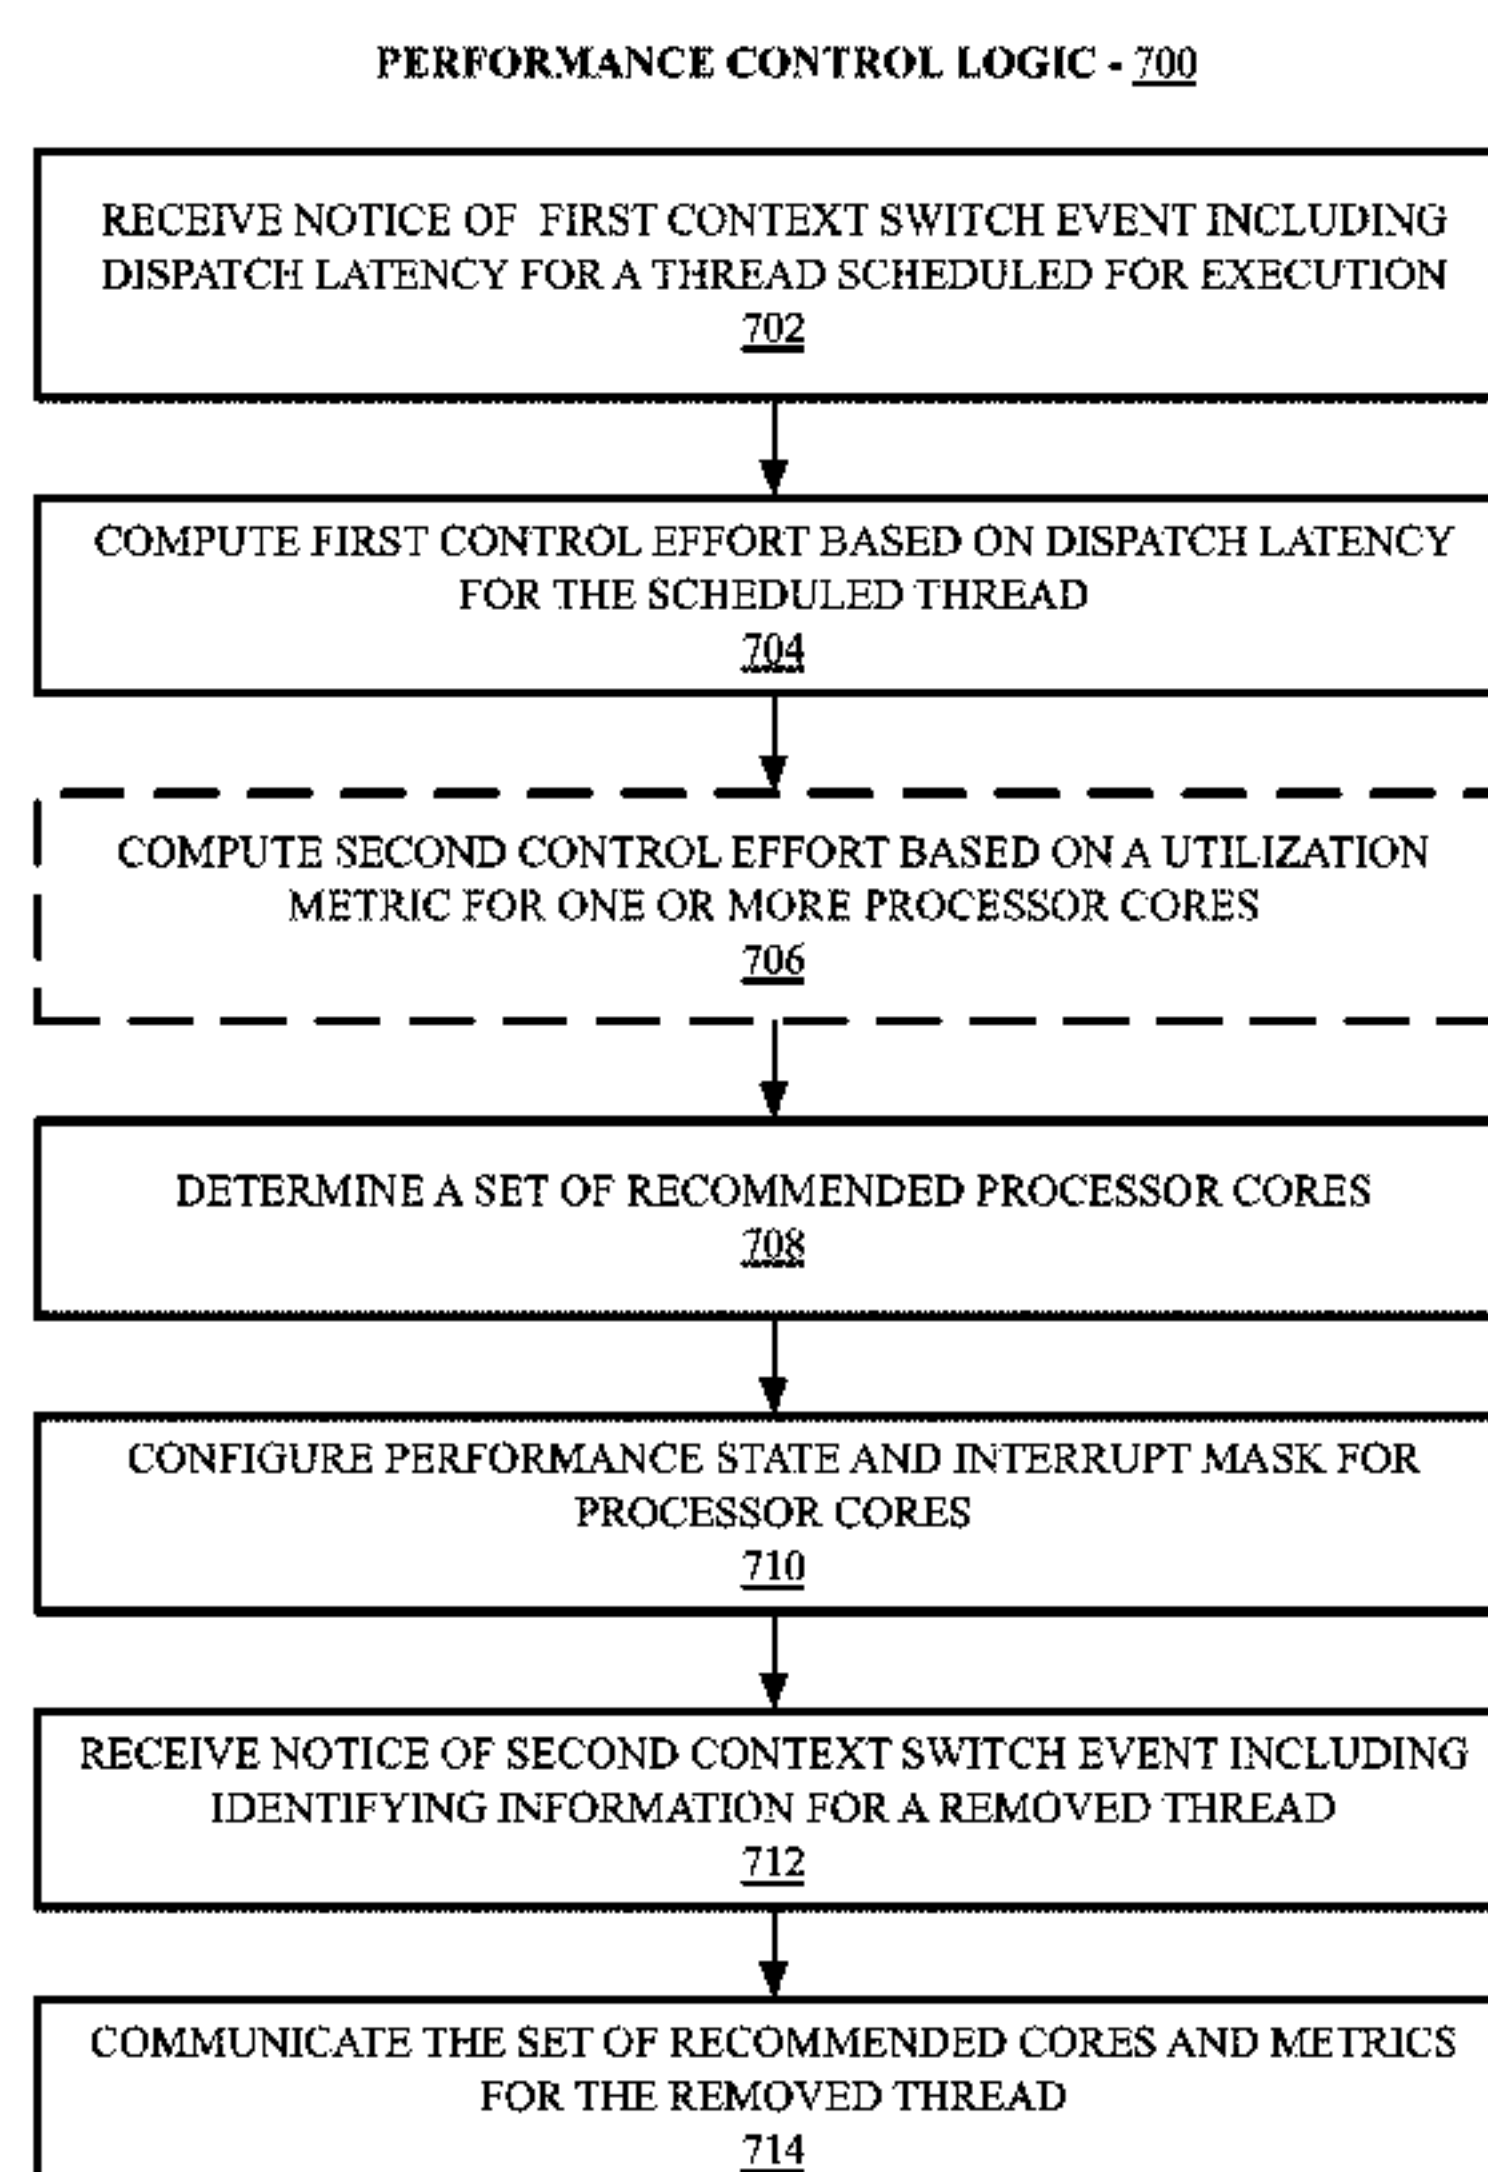 PERFORMANCE CONTROL LOGIC - 700
RECEIVE NOTICE OF FIRST CONTEXT SWITCH EVENT INCLUDING
DISPATCH LATENCY FOR A THREAD SCHEDULED FOR EXECUTION
702
COMPUTE FIRST CONTROL EFFORT BASED ON DISPATCH LATENCY
FOR THE SCHEDULED THREAD
704
COMPUTE SECOND CONTROL EFFORT BASED ON A UTILIZATION
METRIC FOR ONE OR MORE PROCESSOR CORES
706
DETERMINE A SET OF RECOMMENDED PROCESSOR CORES
708
CONFIGURE PERFORMANCE STATE AND INTERRUPT MASK FOR
PROCESSOR CORES
710
RECEIVE NOTICE OF SECOND CONTEXT SWITCH EVENT INCLUDING
IDENTIFYING INFORMATION FOR A REMOVED THREAD
712
COMMUNICATE THE SET OF RECOMMENDED CORES AND METRICS
FOR THE REMOVED THREAD
714